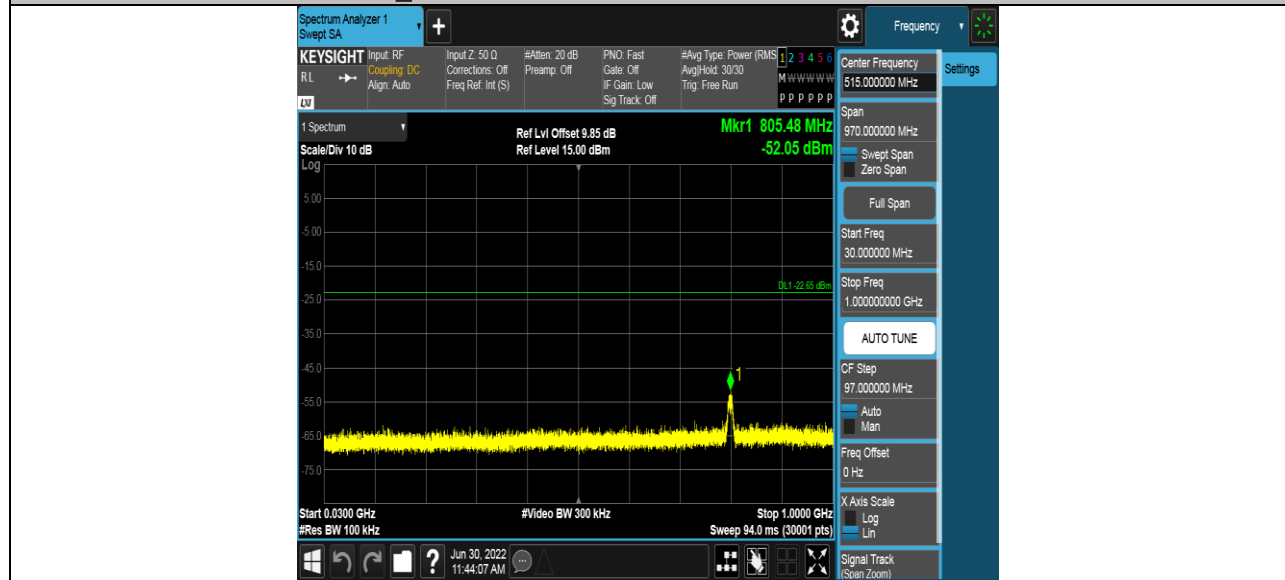 Spectrum Analyzer 1
Swept SA
+
Frequency
KEYSIGHT
RL
LXI
Input: RF
Coupling: DC
Align: Auto
Input Z: 50 Ω
Corrections: Off
Freq Ref: Int (S)
#Atten: 20 dB
Preamp: Off
PNO: Fast
Gate: Off
IF Gain: Low
Sig Track: Off
#Avg Type: Power (RMS
Avg|Hold: 30/30
Trig: Free Run
1 2 3 4 5 6
M W W W W W
P P P P P P
1 Spectrum
Scale/Div 10 dB
Log
Ref Lvl Offset 9.85 dB
Ref Level 15.00 dBm
Mkr1 805.48 MHz
-52.05 dBm
5.00
-5.00
-15.0
-25.0
-35.0
-45.0
-55.0
-65.0
-75.0
DL1 -22.65 dBm
1
Start 0.0300 GHz
#Res BW 100 kHz
#Video BW 300 kHz
Stop 1.0000 GHz
Sweep 94.0 ms (30001 pts)
?
Jun 30, 2022
11:44:07 AM
Center Frequency
515.000000 MHz
Span
970.000000 MHz
Swept Span
Zero Span
Full Span
Start Freq
30.000000 MHz
Stop Freq
1.000000000 GHz
AUTO TUNE
CF Step
97.000000 MHz
Auto
Man
Freq Offset
0 Hz
X Axis Scale
Log
Lin
Signal Track
(Span Zoom)
Settings